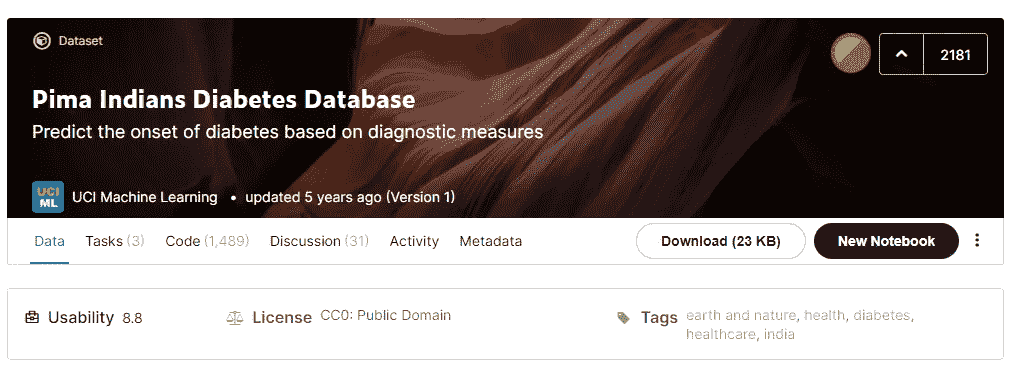 Dataset
2181
Pima Indians Diabetes Database
Predict the onset of diabetes based on diagnostic measures
UCI
ML
UCI Machine Learning • updated 5 years ago (Version 1)
Data Tasks (3) Code (1,489) Discussion (31) Activity Metadata Download (23 KB) New Notebook
Usability 8.8 License CC0: Public Domain Tags earth and nature, health, diabetes,
healthcare, india